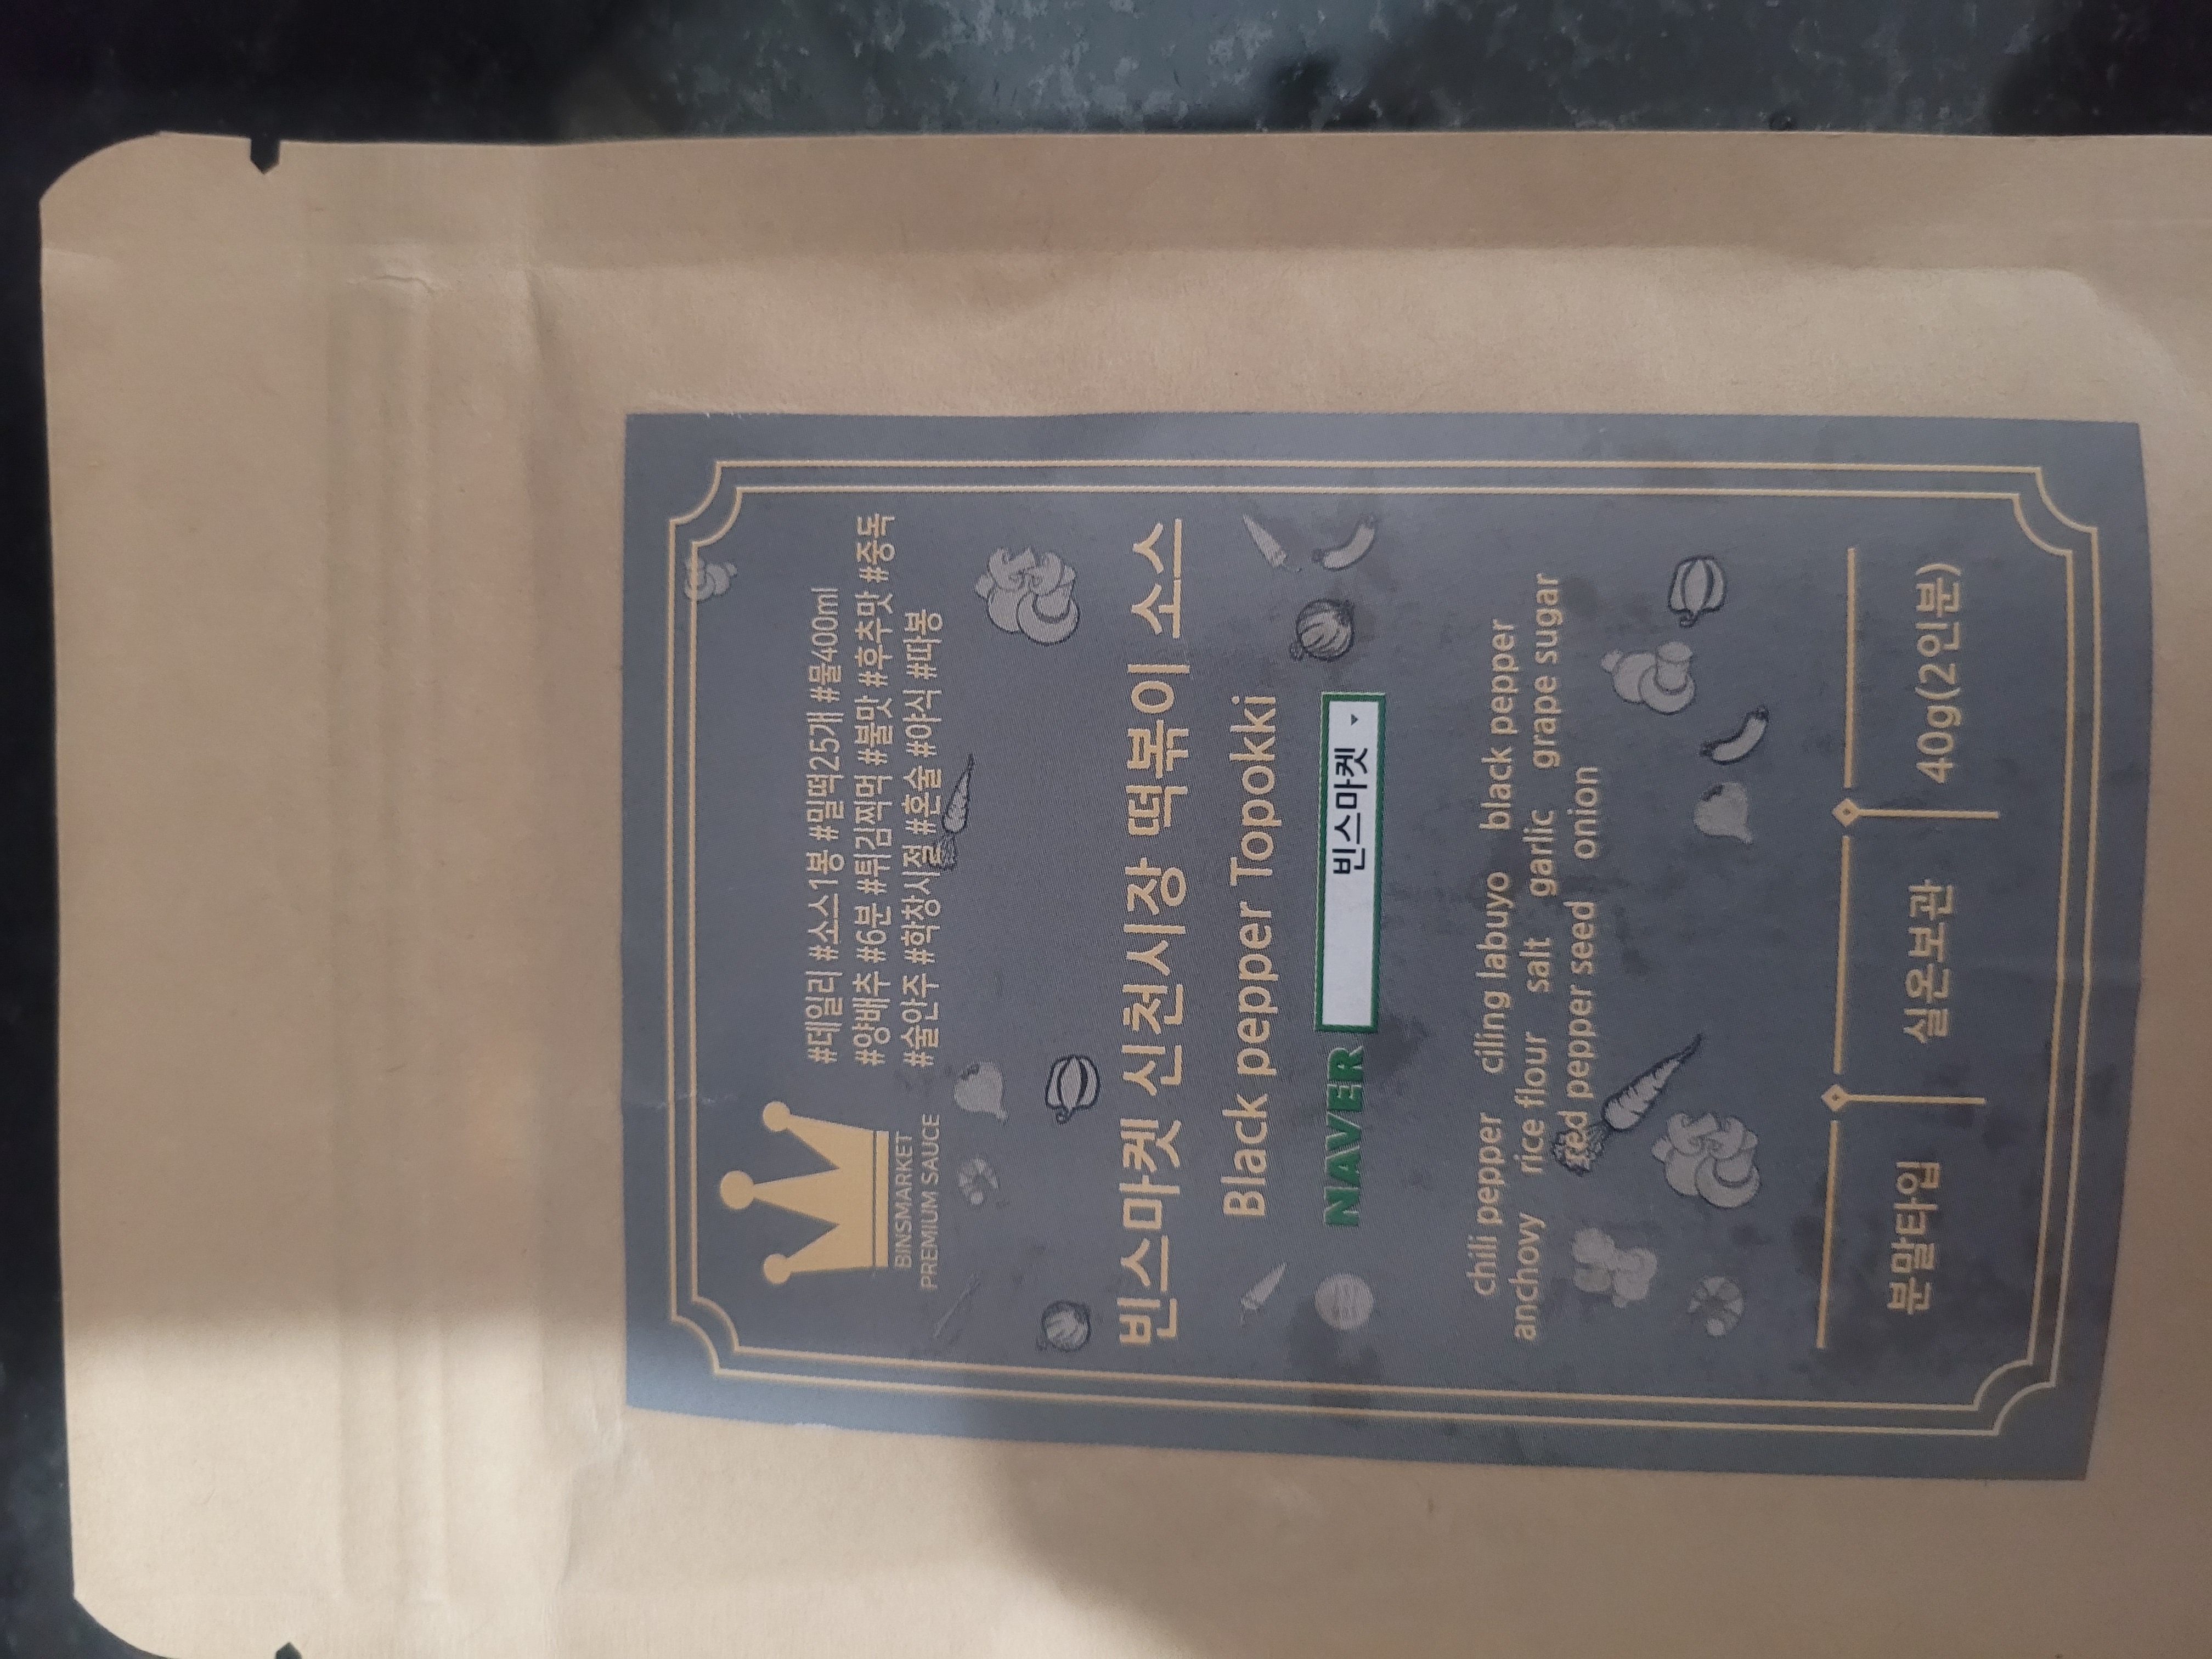 BINSMARKET
PREMIUM SAUCE
#데일리 #소스1봉 #밀떡25개 #물400ml
#양배추 #6분 #튀김찍먹 #불맛 #후추맛 #중독
#술안주 #학창시절 #혼술 #야식 #따봉
빈스마켓 신천시장 떡볶이 소스
Black pepper Topokki
NAVER 빈스마켓
chili pepper ciling labuyo black pepper
anchovy rice flour salt garlic grape sugar
red pepper seed onion
분말타입 실온보관 40g(2인분)